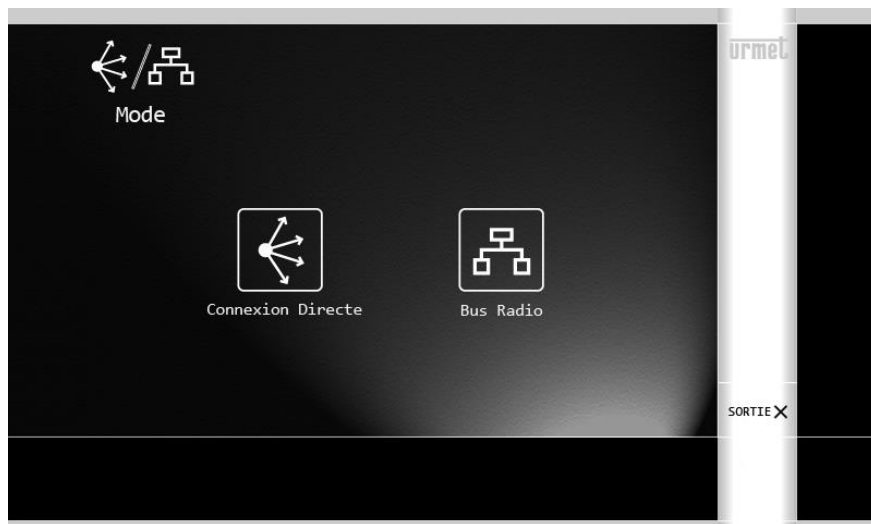 urmet
Mode
Connexion Directe
Bus Radio
SORTIE